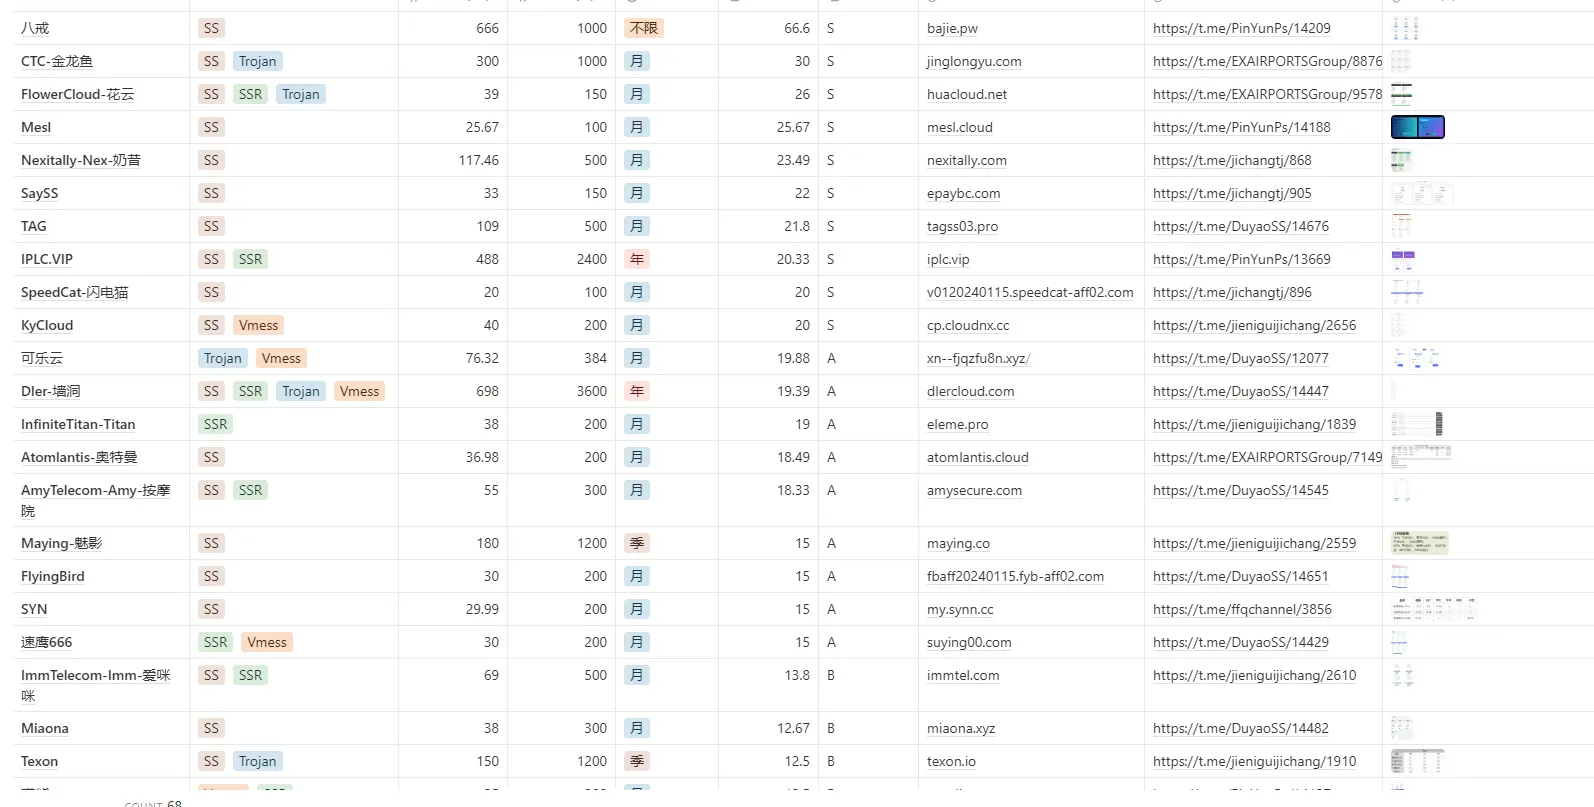 八戒 SS 666 1000 不限 66.6 S bajie.pw https://t.me/PinYunPs/14209
CTC-金龙鱼 SS Trojan 300 1000 月 30 S jinglongyu.com https://t.me/EXAIRPORTSGroup/8876
FlowerCloud-花云 SS SSR Trojan 39 150 月 26 S huacloud.net https://t.me/EXAIRPORTSGroup/9578
Mesl SS 25.67 100 月 25.67 S mesl.cloud https://t.me/PinYunPs/14188
Nexitally-Nex-奶昔 SS 117.46 500 月 23.49 S nexitally.com https://t.me/jichangtj/868
SaySS SS 33 150 月 22 S epaybc.com https://t.me/jichangtj/905
TAG SS 109 500 月 21.8 S tagss03.pro https://t.me/DuyaoSS/14676
IPLC.VIP SS SSR 488 2400 年 20.33 S iplc.vip https://t.me/PinYunPs/13669
SpeedCat-闪电猫 SS 20 100 月 20 S v0120240115.speedcat-aff02.com https://t.me/jichangtj/896
KyCloud SS Vmess 40 200 月 20 S cp.cloudnx.cc https://t.me/jieniguijichang/2656
可乐云 Trojan Vmess 76.32 384 月 19.88 A xn--fjqzfu8n.xyz/ https://t.me/DuyaoSS/12077
Dler-墙洞 SS SSR Trojan Vmess 698 3600 年 19.39 A dlercloud.com https://t.me/DuyaoSS/14447
InfiniteTitan-Titan SSR 38 200 月 19 A eleme.pro https://t.me/jieniguijichang/1839
Atomlantis-奥特曼 SS 36.98 200 月 18.49 A atomlantis.cloud https://t.me/EXAIRPORTSGroup/7149
AmyTelecom-Amy-按摩 SS SSR 55 300 月 18.33 A amysecure.com https://t.me/DuyaoSS/14545
院
Maying-魅影 SS 180 1200 季 15 A maying.co https://t.me/jieniguijichang/2559
FlyingBird SS 30 200 月 15 A fbaff20240115.fyb-aff02.com https://t.me/DuyaoSS/14651
SYN SS 29.99 200 月 15 A my.synn.cc https://t.me/ffqchannel/3856
速鹰666 SSR Vmess 30 200 月 15 A suying00.com https://t.me/DuyaoSS/14429
ImmTelecom-Imm-爱咪 SS SSR 69 500 月 13.8 B immtel.com https://t.me/jieniguijichang/2610
咪
Miaona SS 38 300 月 12.67 B miaona.xyz https://t.me/DuyaoSS/14482
Texon SS Trojan 150 1200 季 12.5 B texon.io https://t.me/jieniguijichang/1910
COUNT 68